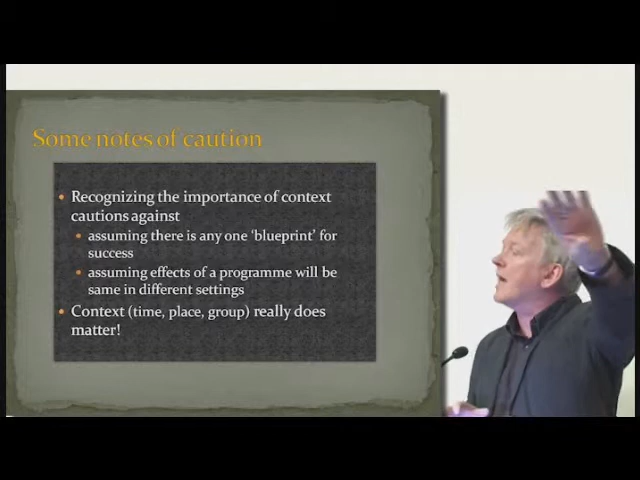 Some notes of caution
• Recognizing the importance of context
cautions against
• assuming there is any one ‘blueprint’ for
success
• assuming effects of a programme will be
same in different settings
• Context (time, place, group) really does
matter!